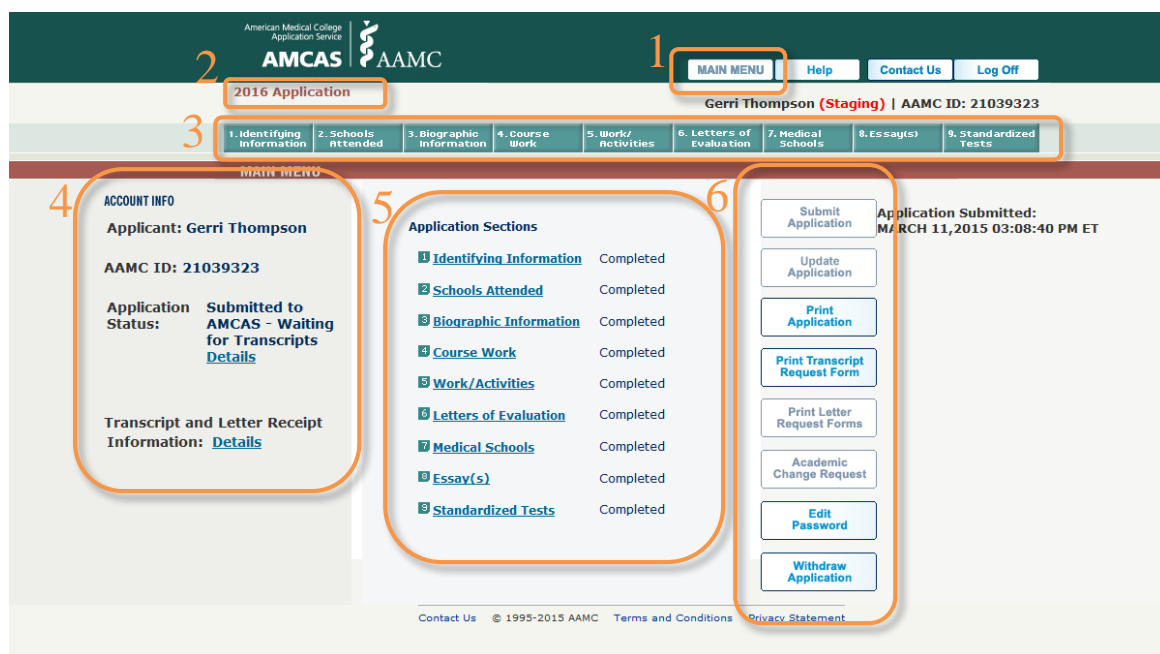 American Medical College
Application Service
AMCAS
AAMC
1
MAIN MENU
Help
Contact Us
Log Off
2
2016 Application
Gerri Thompson (Staging) | AAMC ID: 21039323
3
1. Identifying
Information
2. Schools
Attended
3. Biographic
Information
4. Course
Work
5. Work/
Activities
6. Letters of
Evaluation
7. Medical
Schools
8. Essay(s)
9. Standardized
Tests
MAIN MENU
4
ACCOUNT INFO
Applicant: Gerri Thompson
AAMC ID: 21039323
Application
Status:
Submitted to
AMCAS - Waiting
for Transcripts
Details
Transcript and Letter Receipt
Information: Details
5
Application Sections
1 Identifying Information Completed
2 Schools Attended Completed
3 Biographic Information Completed
4 Course Work Completed
5 Work/Activities Completed
6 Letters of Evaluation Completed
7 Medical Schools Completed
8 Essay(s) Completed
9 Standardized Tests Completed
6
Submit
Application
Update
Application
Print
Application
Print Transcript
Request Form
Print Letter
Request Forms
Academic
Change Request
Edit
Password
Withdraw
Application
Application Submitted:
MARCH 11,2015 03:08:40 PM ET
Contact Us © 1995-2015 AAMC Terms and Conditions Privacy Statement